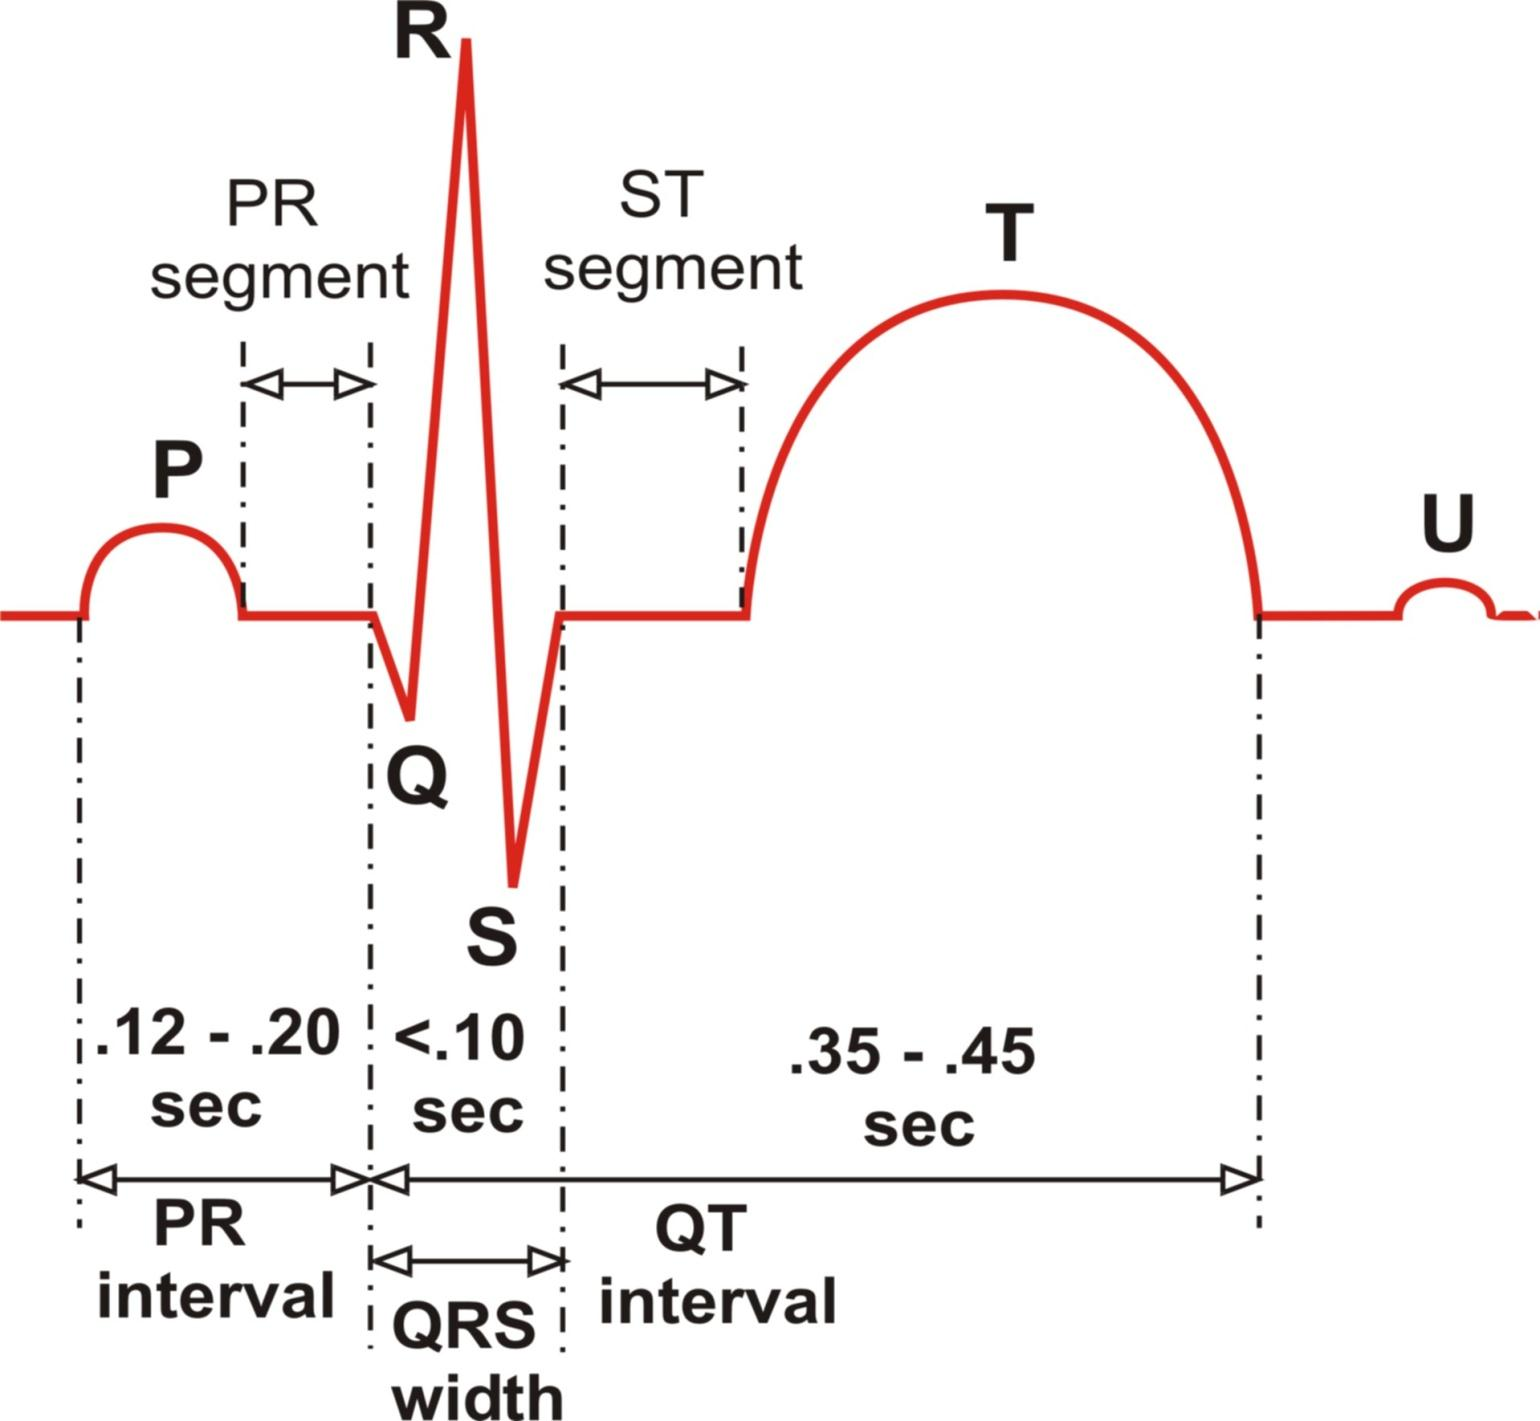 R
PR
segment
ST
segment
T
P
U
Q
S
.12 - .20
sec
<.10
sec
.35 - .45
sec
PR
interval
QT
interval
QRS
width